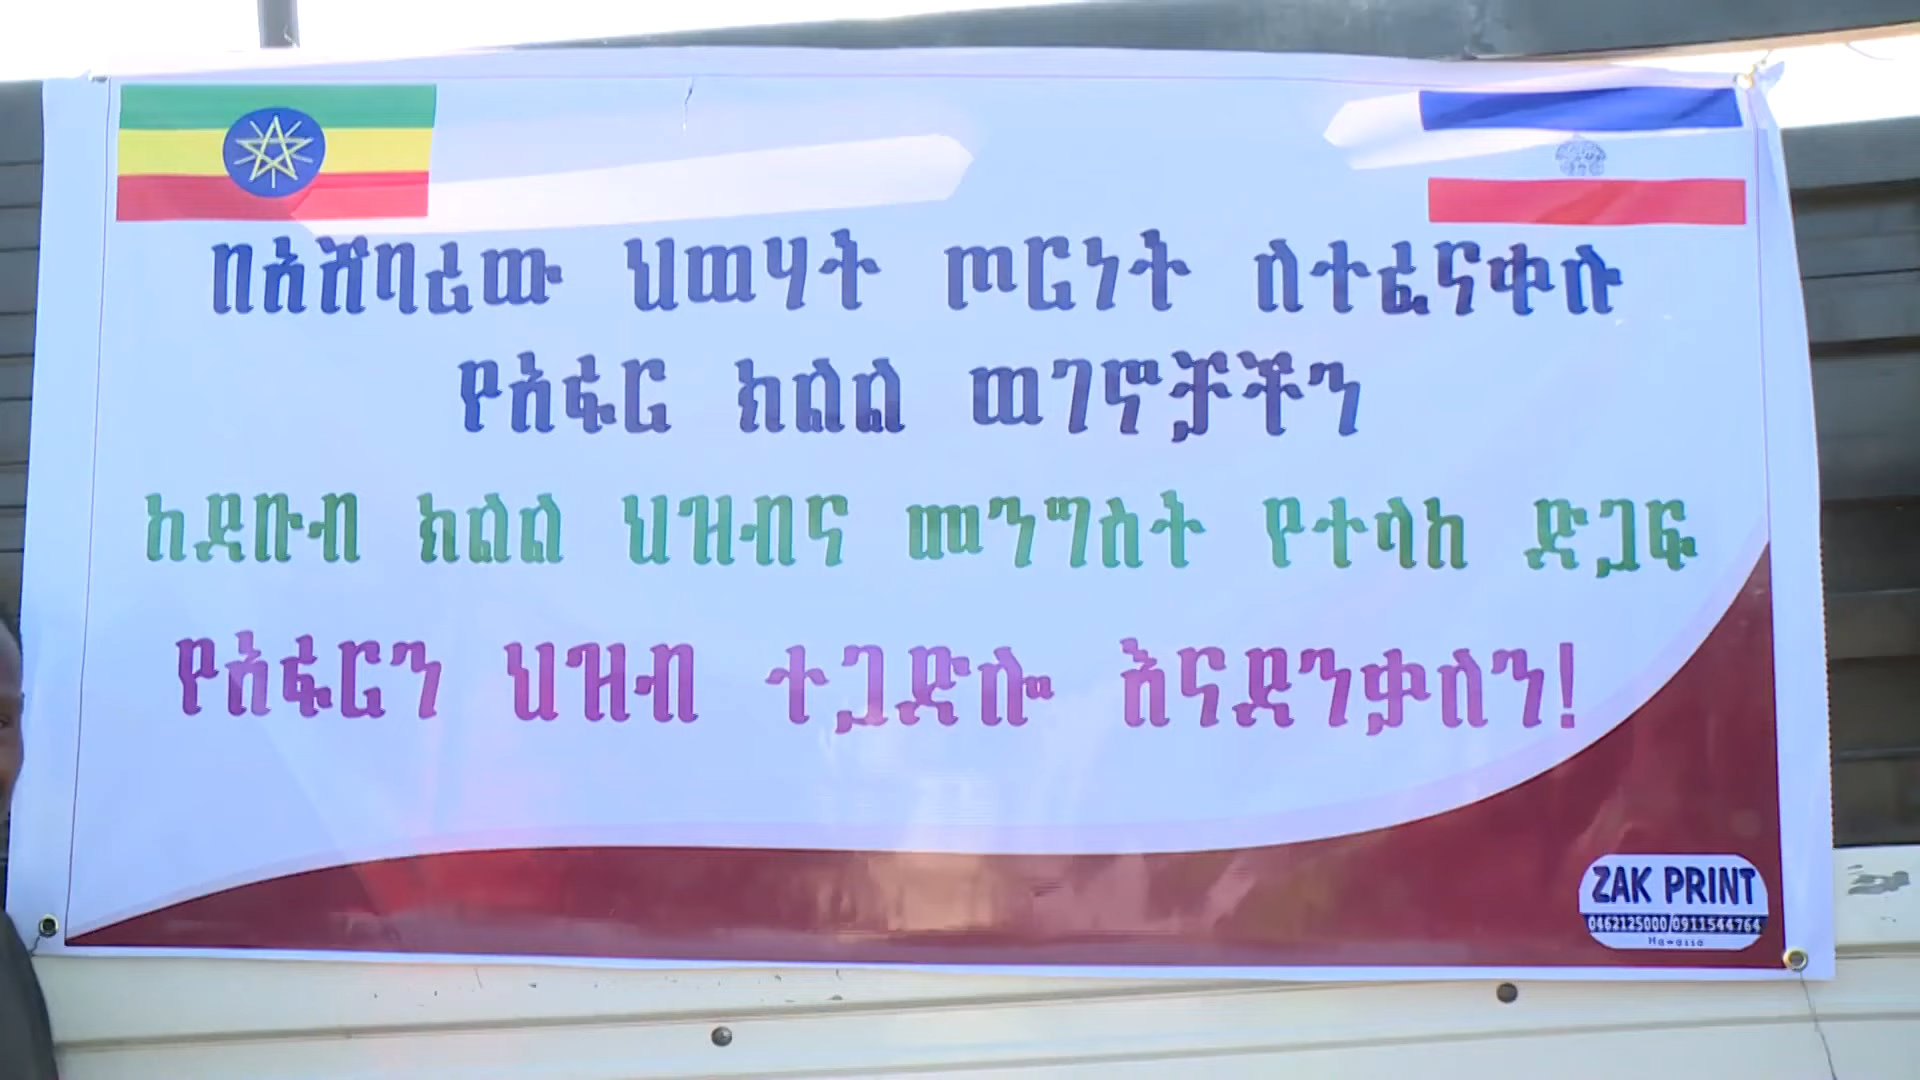 በአሸባሪው ህወሃት ጦርነት ለተፈናቀሉ
የአፋር ክልል ወገኖቻችን
ከደቡብ ክልል ህዝብና መንግስት የተላከ ድጋፍ
የአፋርን ህዝብ ተጋድሎ እናደንቃለን!
ZAK PRINT
0462125000/0911544764
Hawassa